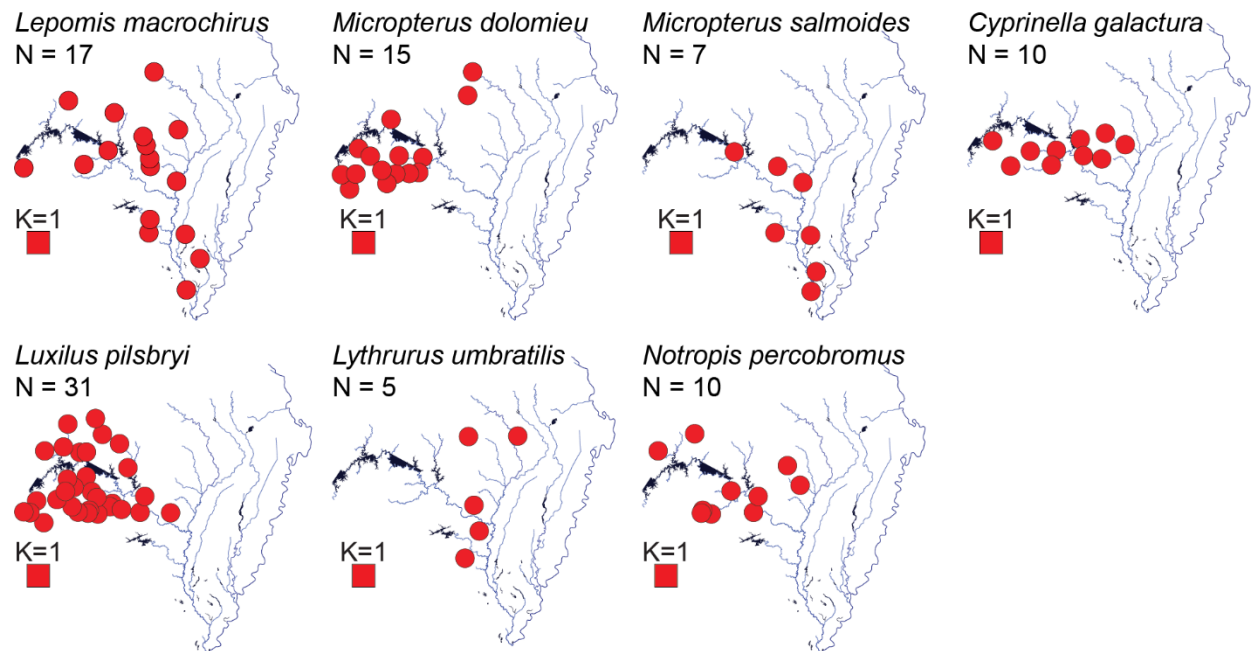 Lepomis macrochirus
N = 17
K=1
Micropterus dolomieu
N = 15
K=1
Micropterus salmoides
N = 7
K=1
Cyprinella galactura
N = 10
K=1
Luxilus pilsbryi
N = 31
K=1
Lythrurus umbratilis
N = 5
K=1
Notropis percobromus
N = 10
K=1